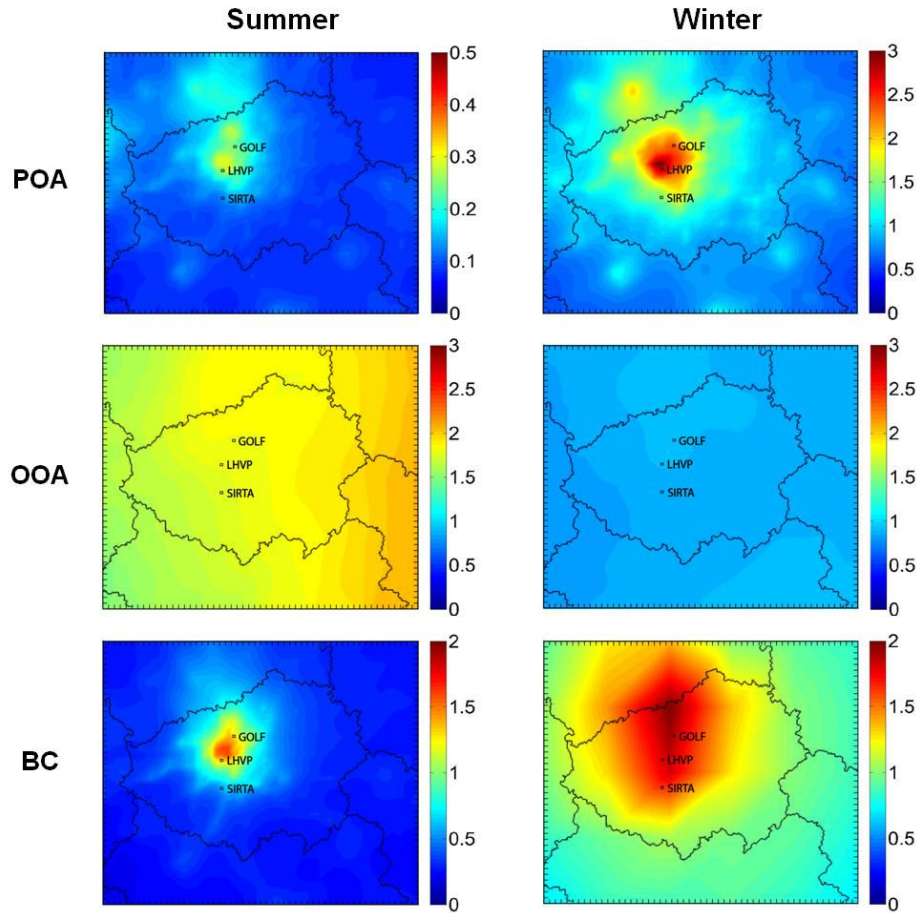 Summer Winter
POA
0.5
0.4
0.3
0.2
0.1
0
GOLF
LHVP
SIRTA
3
2.5
2
1.5
1
0.5
0
GOLF
LHVP
SIRTA
OOA
3
2.5
2
1.5
1
0.5
0
GOLF
LHVP
SIRTA
3
2.5
2
1.5
1
0.5
0
GOLF
LHVP
SIRTA
BC
2
1.5
1
0.5
0
GOLF
LHVP
SIRTA
2
1.5
1
0.5
0
GOLF
LHVP
SIRTA